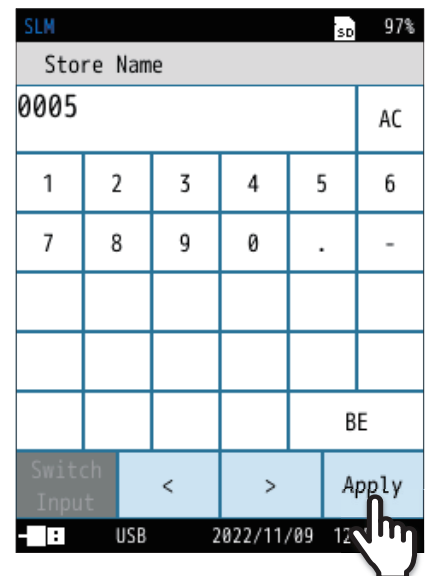 SLM SD 97%
Store Name
0005 AC
1 2 3 4 5 6
7 8 9 0 . -
BE
Switch Input < > Apply
USB 2022/11/09 12